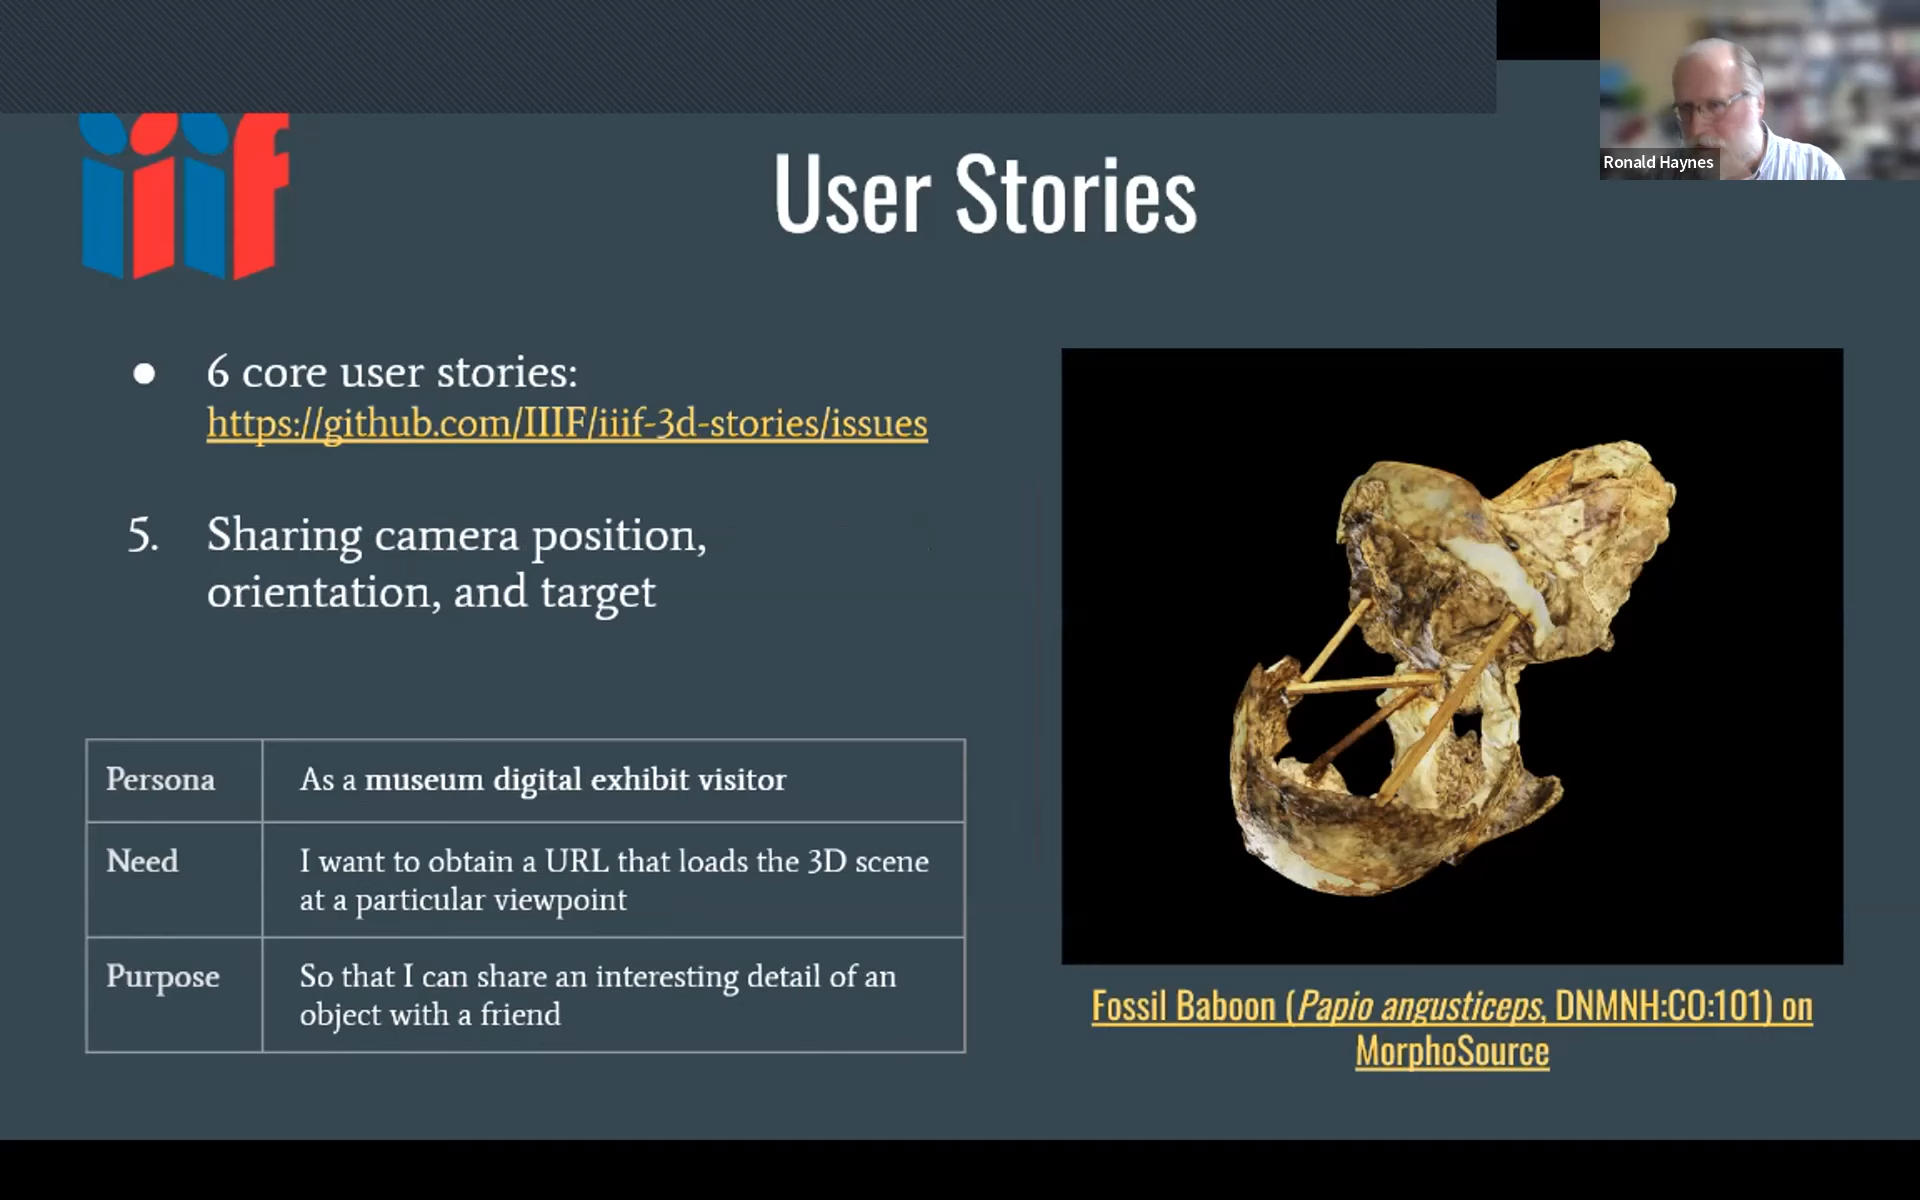 iiif
User Stories
Ronald Haynes
● 6 core user stories:
https://github.com/IIIF/iiif-3d-stories/issues
5. Sharing camera position,
orientation, and target
Persona
As a museum digital exhibit visitor
Need
I want to obtain a URL that loads the 3D scene
at a particular viewpoint
Purpose
So that I can share an interesting detail of an
object with a friend
Fossil Baboon (Papio angusticeps, DNMNH:CO:101) on
MorphoSource